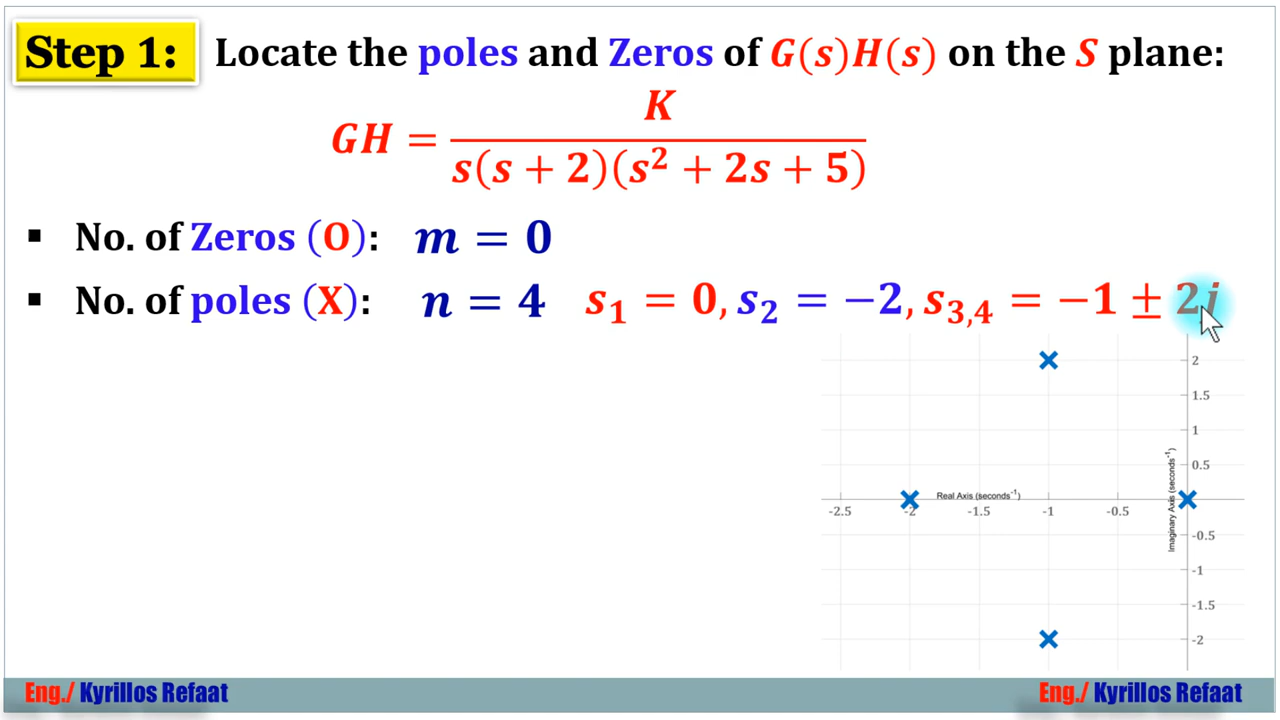 Step 1: Locate the poles and Zeros of G(s)H(s) on the S plane:
GH = K / s(s + 2)(s² + 2s + 5)
▪ No. of Zeros (O): m = 0
▪ No. of poles (X): n = 4 s₁ = 0, s₂ = −2, s₃,₄ = −1 ± 2j
2
1.5
1
0.5
Real Axis (seconds⁻¹)
Imaginary Axis (seconds⁻¹)
-2.5 -2 -1.5 -1 -0.5
-0.5
-1
-1.5
-2
Eng./ Kyrillos Refaat Eng./ Kyrillos Refaat